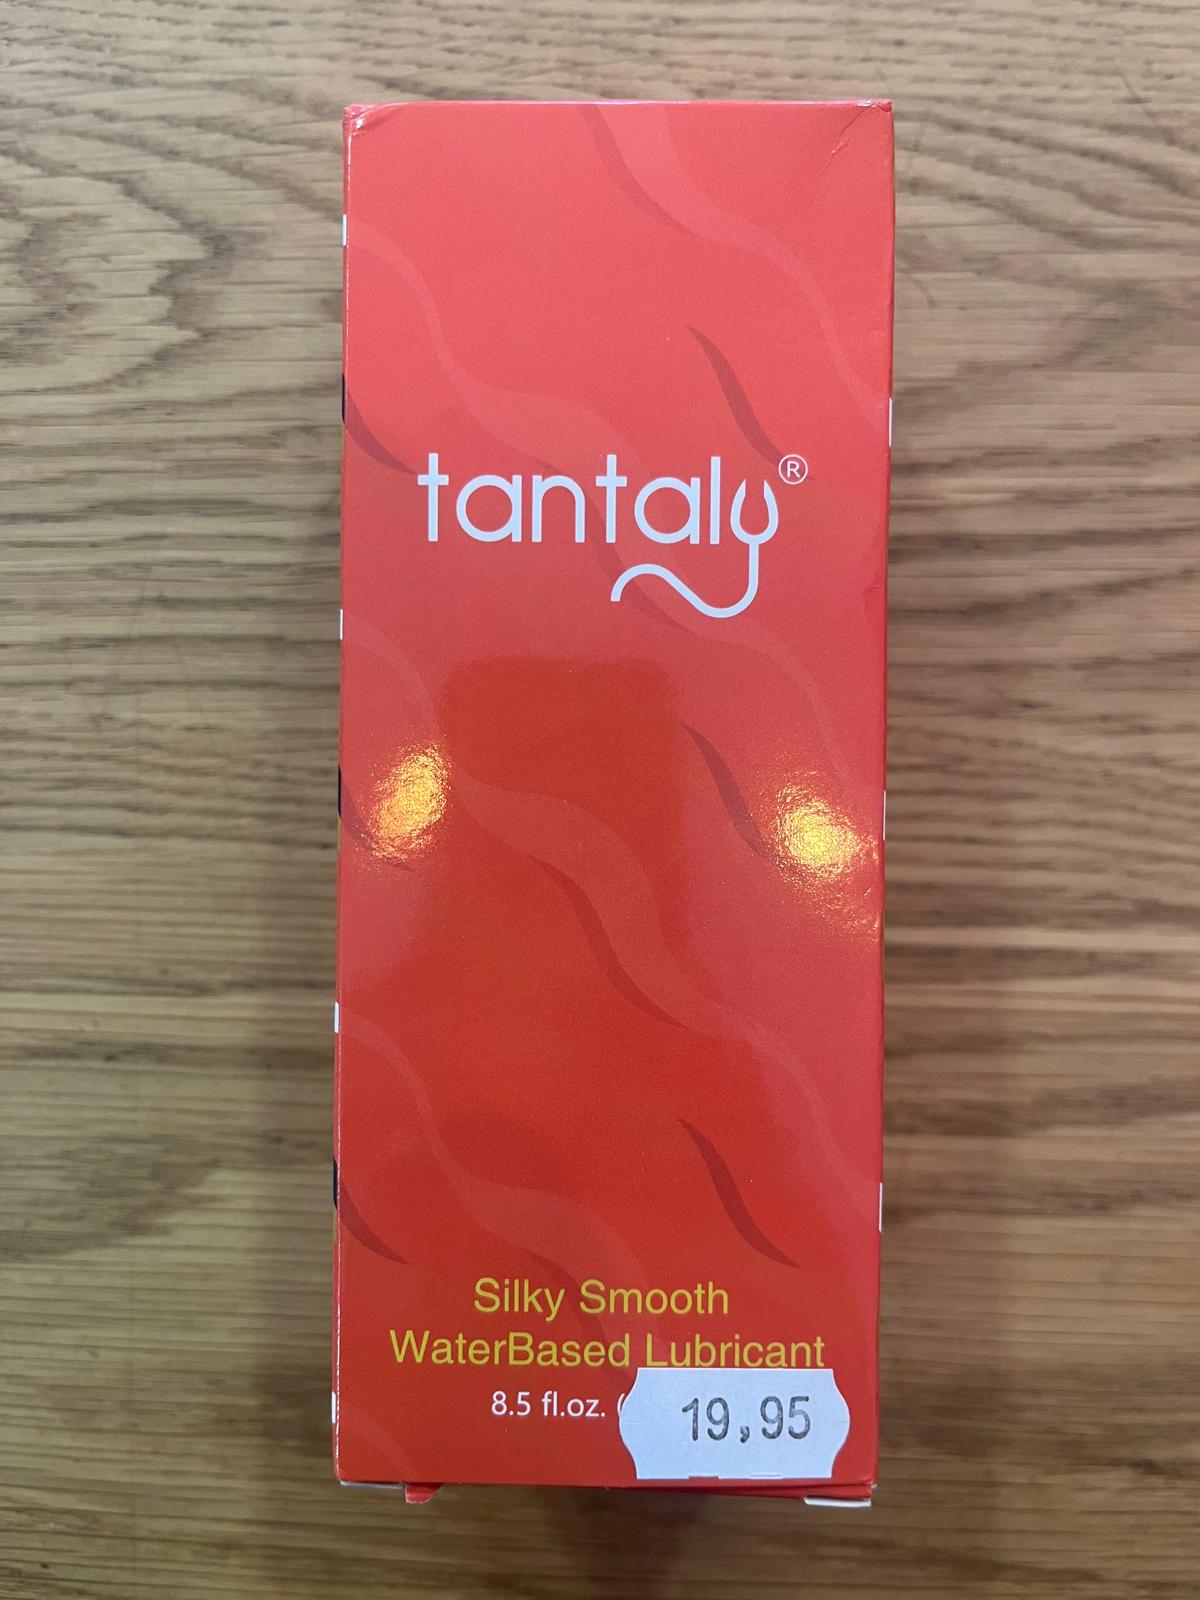 tantaly®
Silky Smooth
WaterBased Lubricant
8.5 fl.oz. (
19,95